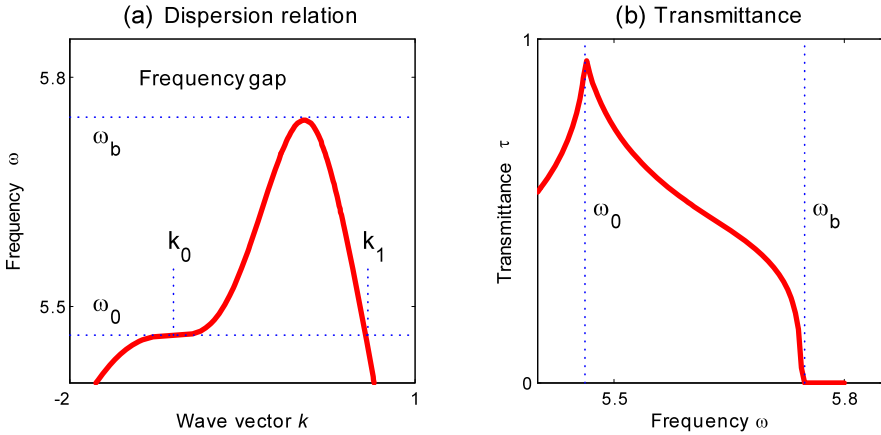 (a) Dispersion relation
5.8
Frequency gap
ω_b
k_0
k_1
ω_0
5.5
Frequency ω
-2
1
Wave vector k
(b) Transmittance
1
Transmittance τ
ω_0
ω_b
0
5.5
5.8
Frequency ω